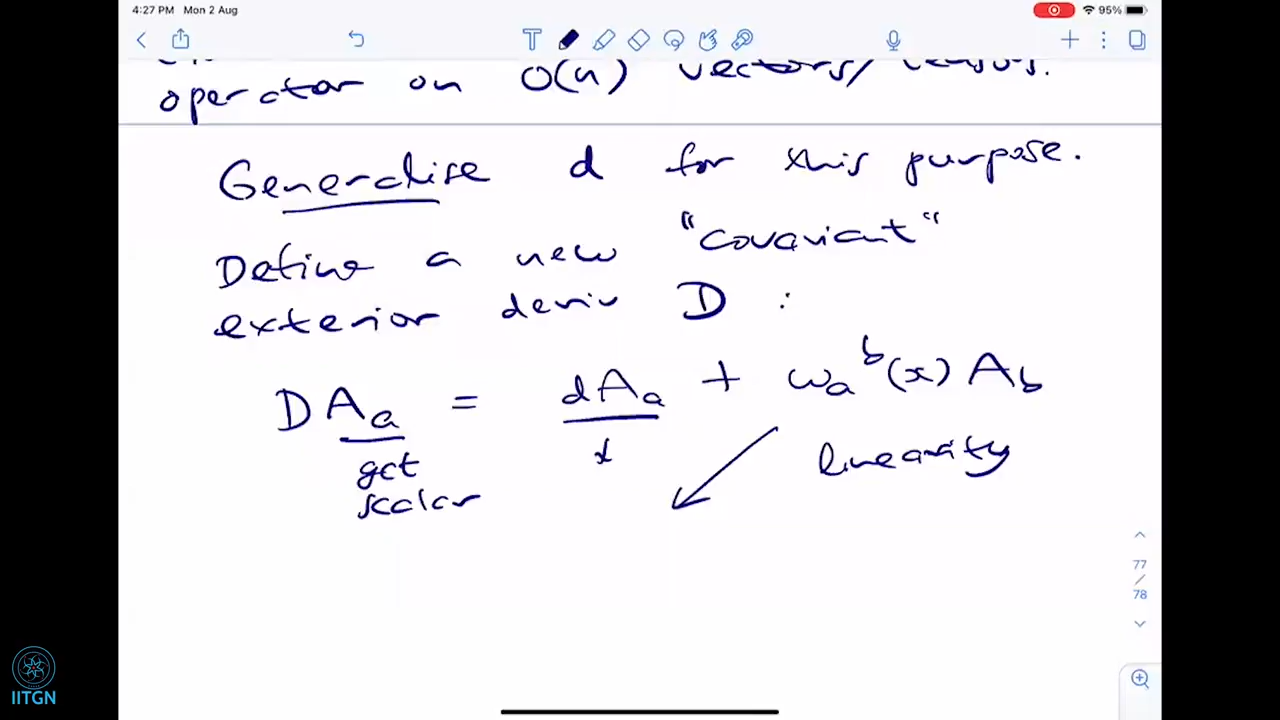 4:27 PM Mon 2 Aug
95%
operator on O(n) vectors/
Generalise d for this purpose.
Define a new "covariant"
exterior deriv D :
DA_a = dA_a + ω_a^b(x) A_b
get
scalar
linearity
77
/
78
IITGN